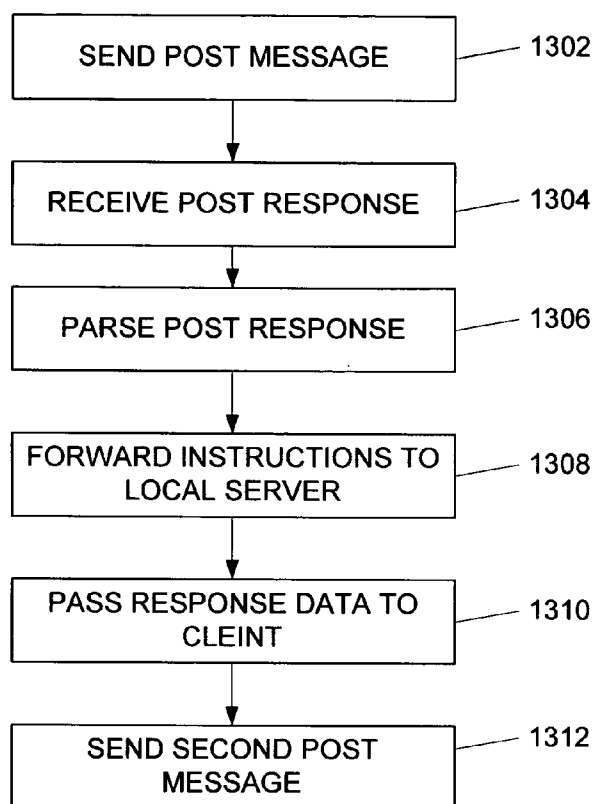 SEND POST MESSAGE
1302
RECEIVE POST RESPONSE
1304
PARSE POST RESPONSE
1306
FORWARD INSTRUCTIONS TO
LOCAL SERVER
1308
PASS RESPONSE DATA TO
CLEINT
1310
SEND SECOND POST
MESSAGE
1312